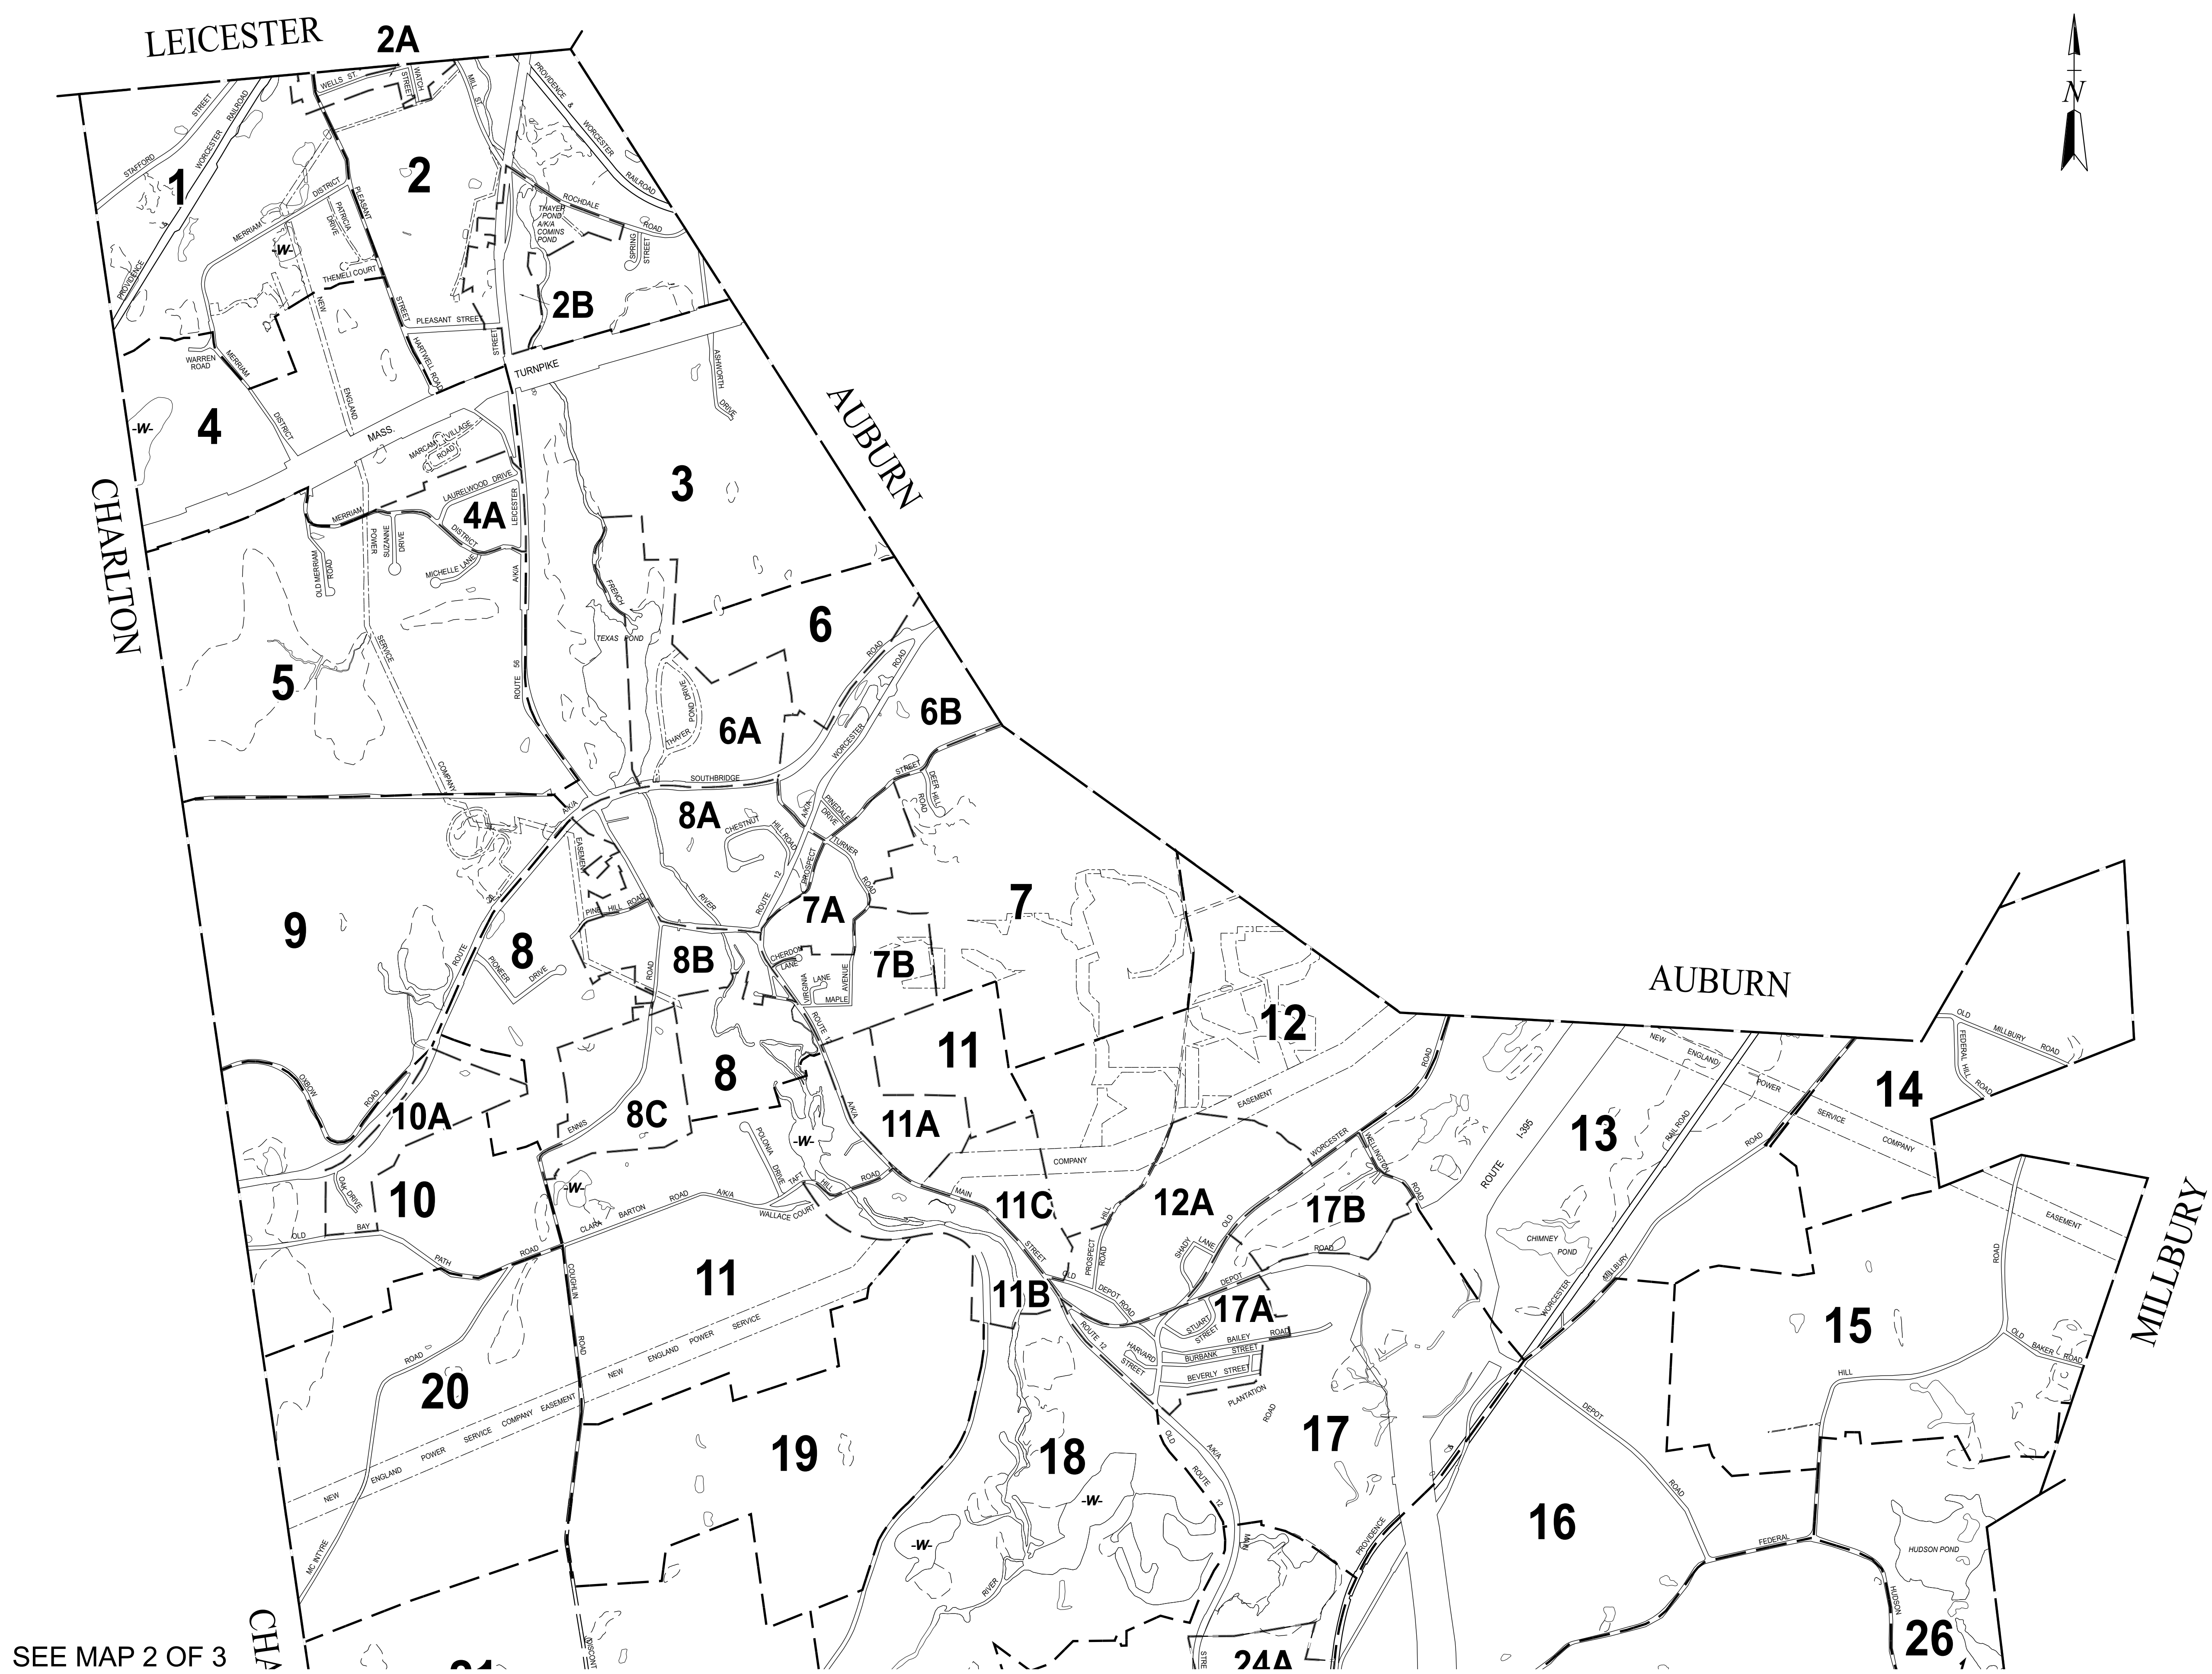 LEICESTER
2A
WELLS ST.
WATCH
STREET
MILL ST.
PROVIDENCE &
WORCESTER
RAILROAD
N
STAFFORD
STREET
PROVIDENCE
WORCESTER
RAILROAD
1
2
MERRIAM
DISTRICT
PATRICIA
DRIVE
PLEASANT
STREET
ROCHDALE
ROAD
THAYER
POND
A/K/A
COMINS
POND
SPRING
STREET
-W-
THEMELI COURT
NEW
ENGLAND
2B
PLEASANT STREET
STREET
WARREN
ROAD
MERRIAM
DISTRICT
HARTWELL ROAD
MASS.
TURNPIKE
ASHWORTH
DRIVE
4
-W-
AUBURN
CHARLTON
MARCAM VILLAGE
ROAD
LAURELWOOD DRIVE
3
4A
LEICESTER
MERRIAM
DISTRICT
POWER
SUZANNE
DRIVE
OLD MERRIAM
ROAD
MICHELLE LANE
A/K/A
FRENCH
TEXAS POND
6
SERVICE
5
ROUTE 56
ROAD
ROAD
THAYER
POND DRIVE
6A
6B
WORCESTER
COMPANY
SOUTHBRIDGE
STREET
DEER HILL
ROAD
A/K/A
8A
A/K/A
PINEDALE
DRIVE
CHESTNUT
HILL ROAD
TURNER
ROAD
EASEMENT
PROSPECT
ROUTE 12
RIVER
PINE HILL ROAD
7A
7
9
8
ROUTE
PIONEER
DRIVE
ROAD
8B
CHERDON
LANE
7B
VIRGINIA
LANE
AVENUE
MAPLE
AUBURN
12
11
ROUTE
OLD
MILLBURY
ROAD
FEDERAL HILL
ROAD
NEW
ENGLAND
POWER
SERVICE
COMPANY
EASEMENT
14
13
OXBOW
ROAD
10A
8
8C
ENNIS
A/K/A
11A
EASEMENT
COMPANY
ROAD
WORCESTER
OLD
WELLINGTON
ROAD
I-395
ROUTE
RAIL ROAD
ROAD
POLONIA
DRIVE
-W-
TAFT
HILL
ROAD
WALLACE COURT
OAK DRIVE
10
-W-
CLARA
BARTON
ROAD
A/K/A
MAIN
STREET
11C
12A
17B
CHIMNEY
POND
MILLBURY
OLD
BAY
PATH
ROAD
SHADY
LANE
PROSPECT
HILL
ROAD
ROAD
11
11B
OLD
DEPOT
ROAD
DEPOT
17A
WORCESTER
MILLBURY
ROAD
15
COUGHLIN
ROAD
ROUTE 12
STUART
STREET
HARVARD
STREET
BAILEY ROAD
BURBANK STREET
BEVERLY STREET
PLANTATION
ROAD
OLD
BAKER ROAD
HILL
ROAD
20
NEW
ENGLAND
POWER
SERVICE
COMPANY EASEMENT
NEW
ENGLAND
POWER
SERVICE
19
18
17
DEPOT
ROAD
OLD
ROUTE
12
A/K/A
-W-
-W-
16
MC INTYRE
MAIN
PROVIDENCE
FEDERAL
HUDSON POND
HUDSON
RIVER
26
24A
21
CHA
DISCONT
STRE
SEE MAP 2 OF 3